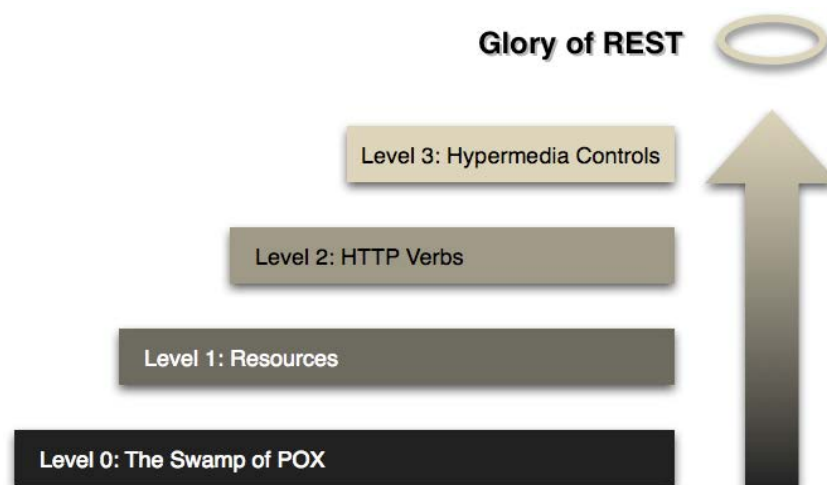 Glory of REST
Level 3: Hypermedia Controls
Level 2: HTTP Verbs
Level 1: Resources
Level 0: The Swamp of POX